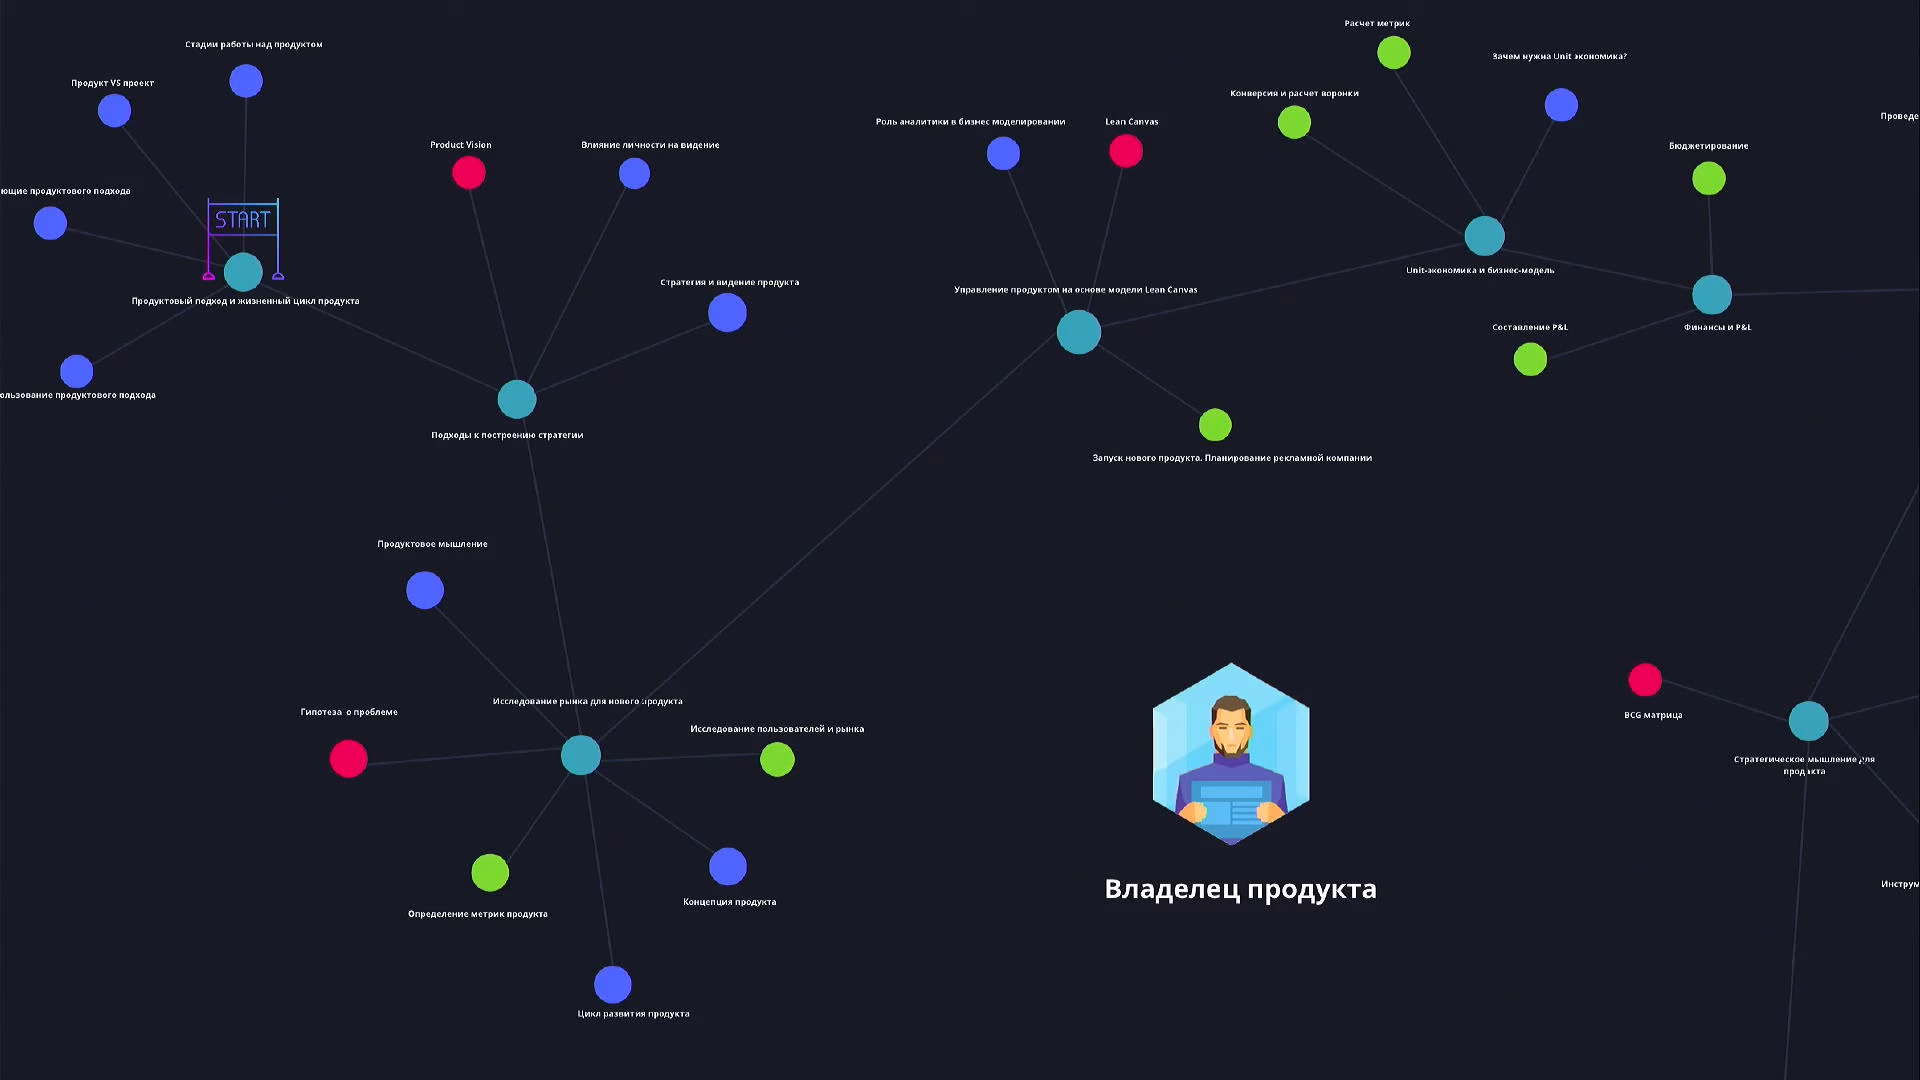 Расчет метрик
Стадии работы над продуктом
Зачем нужна Unit экономика?
Продукт VS проект
Конверсия и расчет воронки
Проведе
Роль аналитики в бизнес моделировании
Lean Canvas
Product Vision
Влияние личности на видение
Бюджетирование
ющие продуктового подхода
START
Unit-экономика и бизнес-модель
Стратегия и видение продукта
Управление продуктом на основе модели Lean Canvas
Продуктовый подход и жизненный цикл продукта
Составление P&L
Финансы и P&L
ользование продуктового подхода
Подходы к построению стратегии
Запуск нового продукта. Планирование рекламной компании
Продуктовое мышление
Исследование рынка для нового продукта
Гипотеза о проблеме
BCG матрица
Исследование пользователей и рынка
Стратегическое мышление для
продакта
Инструм
Владелец продукта
Концепция продукта
Определение метрик продукта
Цикл развития продукта